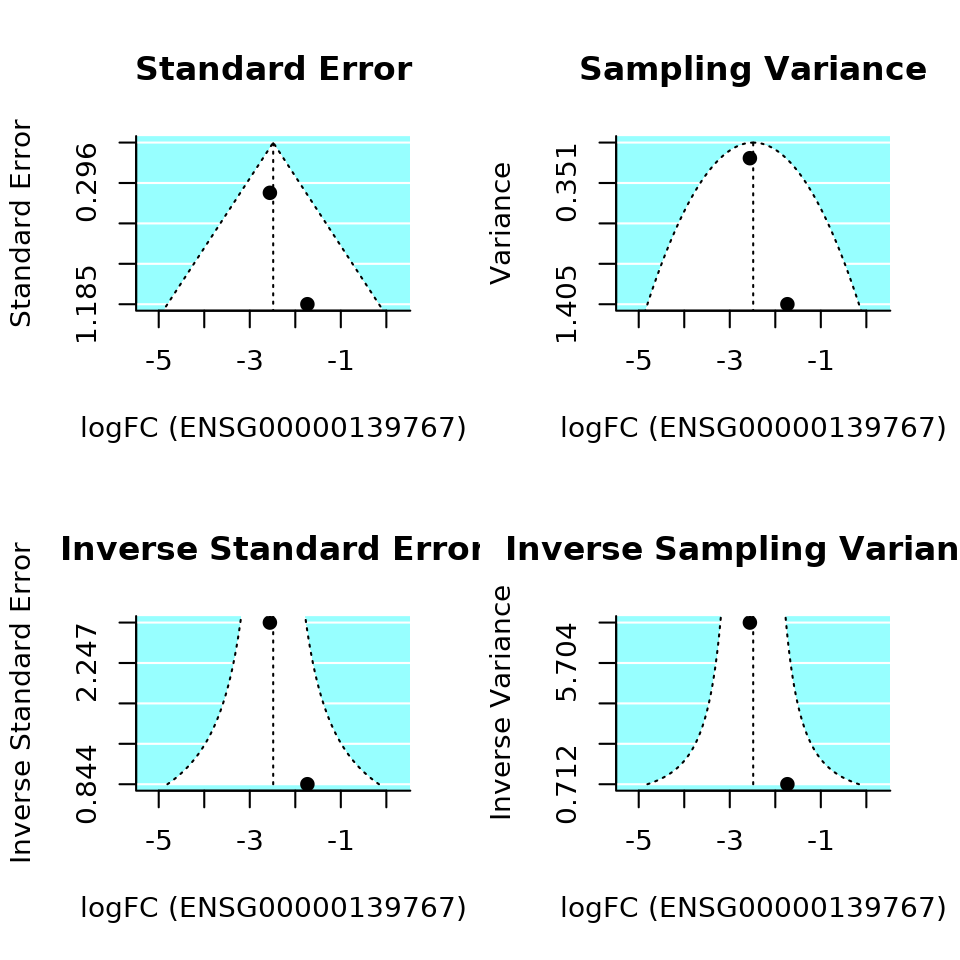 Standard Error
Standard Error
0.296
1.185
-5 -3 -1
logFC (ENSG00000139767)
Sampling Variance
Variance
0.351
1.405
-5 -3 -1
logFC (ENSG00000139767)
Inverse Standard Error
Inverse Standard Error
2.247
0.844
-5 -3 -1
logFC (ENSG00000139767)
Inverse Sampling Varian
Inverse Variance
5.704
0.712
-5 -3 -1
logFC (ENSG00000139767)